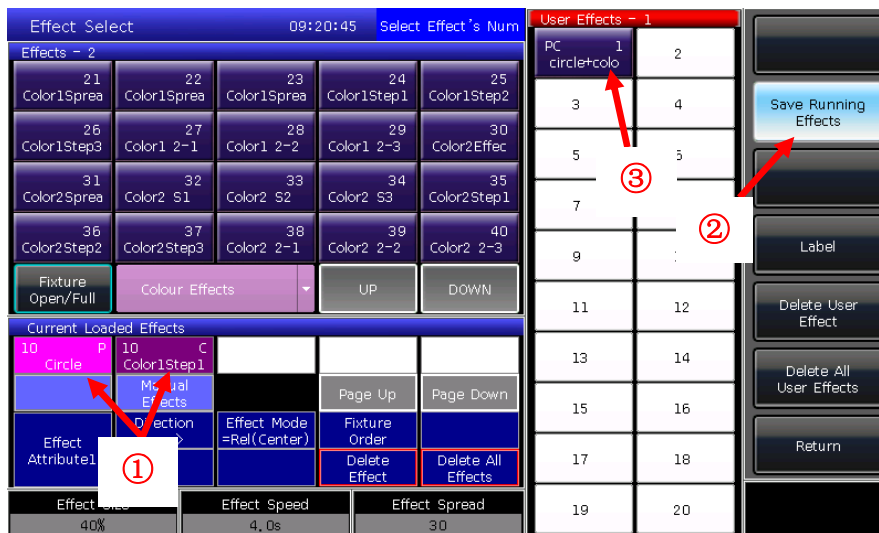 Effect Select 09:20:45 Select Effect's Num
Effects - 2
21 22 23 24 25
Color1Sprea Color1Sprea Color1Sprea Color1Step1 Color1Step2
26 27 28 29 30
Color1Step3 Color1 2-1 Color1 2-2 Color1 2-3 Color2Effec
31 32 33 34 35
Color2Sprea Color2 S1 Color2 S2 Color2 S3 Color2Step1
36 37 38 39 40
Color2Step2 Color2Step3 Color2 2-1 Color2 2-2 Color2 2-3
Fixture
Open/Full
Colour Effects
UP
DOWN
Current Loaded Effects
10 P 10 C
Circle Color1Step1
Manual
Effects
Page Up Page Down
Effect
Attribute1
Direction
>
Effect Mode
=Rel(Center)
Fixture
Order
Delete
Effect
Delete All
Effects
①
Effect Effect Speed Effect Spread
40% 4.0s 30
User Effects - 1
PC 1
circle+colo
2
3 4
5
7
9
11 12
13 14
15 16
17 18
19 20
③
②
Save Running
Effects
Label
Delete User
Effect
Delete All
User Effects
Return